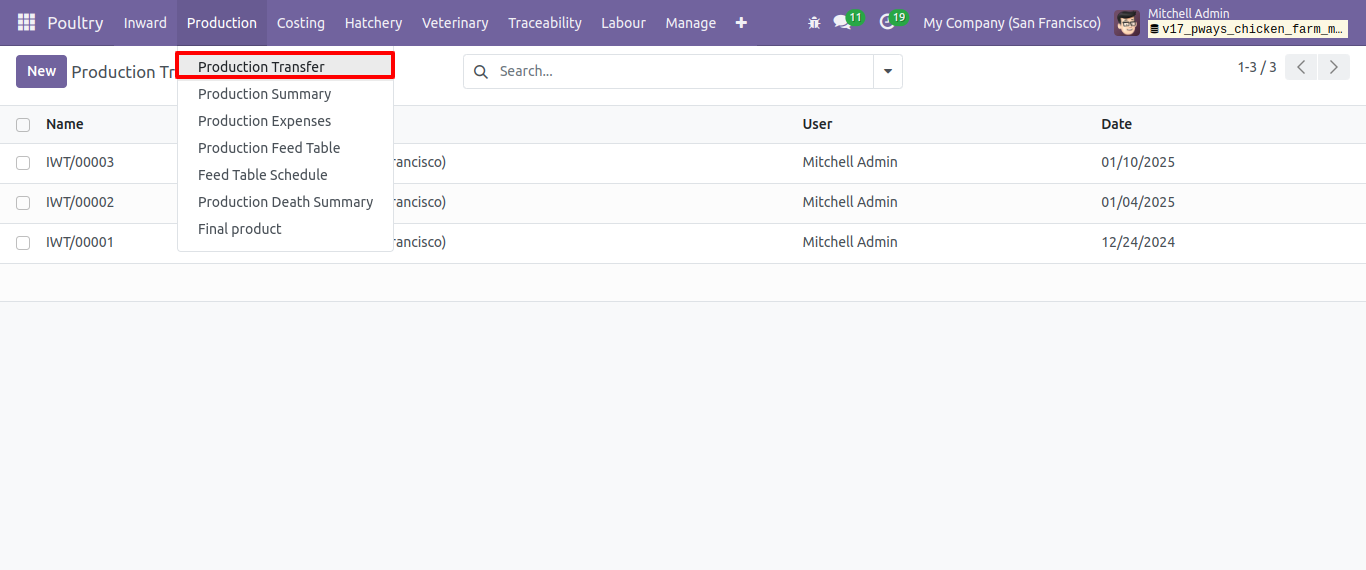 Poultry Inward Production Costing Hatchery Veterinary Traceability Labour Manage 11 19 My Company (San Francisco) Mitchell Admin
v17_pways_chicken_farm_m...
New Production Tr Search... 1-3 / 3
Production Transfer
Production Summary
Production Expenses
Production Feed Table
Feed Table Schedule
Production Death Summary
Final product
Name User Date
IWT/00003 rancisco) Mitchell Admin 01/10/2025
IWT/00002 rancisco) Mitchell Admin 01/04/2025
IWT/00001 rancisco) Mitchell Admin 12/24/2024